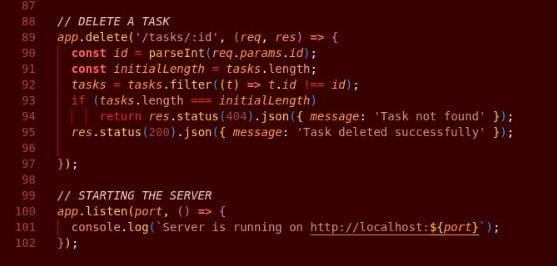 87
88 // DELETE A TASK
89 app.delete('/tasks/:id', (req, res) => {
90 const id = parseInt(req.params.id);
91 const initialLength = tasks.length;
92 tasks = tasks.filter((t) => t.id !== id);
93 if (tasks.length === initialLength)
94 return res.status(404).json({ message: 'Task not found' });
95 res.status(200).json({ message: 'Task deleted successfully' });
96
97 });
98
99 // STARTING THE SERVER
100 app.listen(port, () => {
101 console.log(`Server is running on http://localhost:${port}`);
102 });